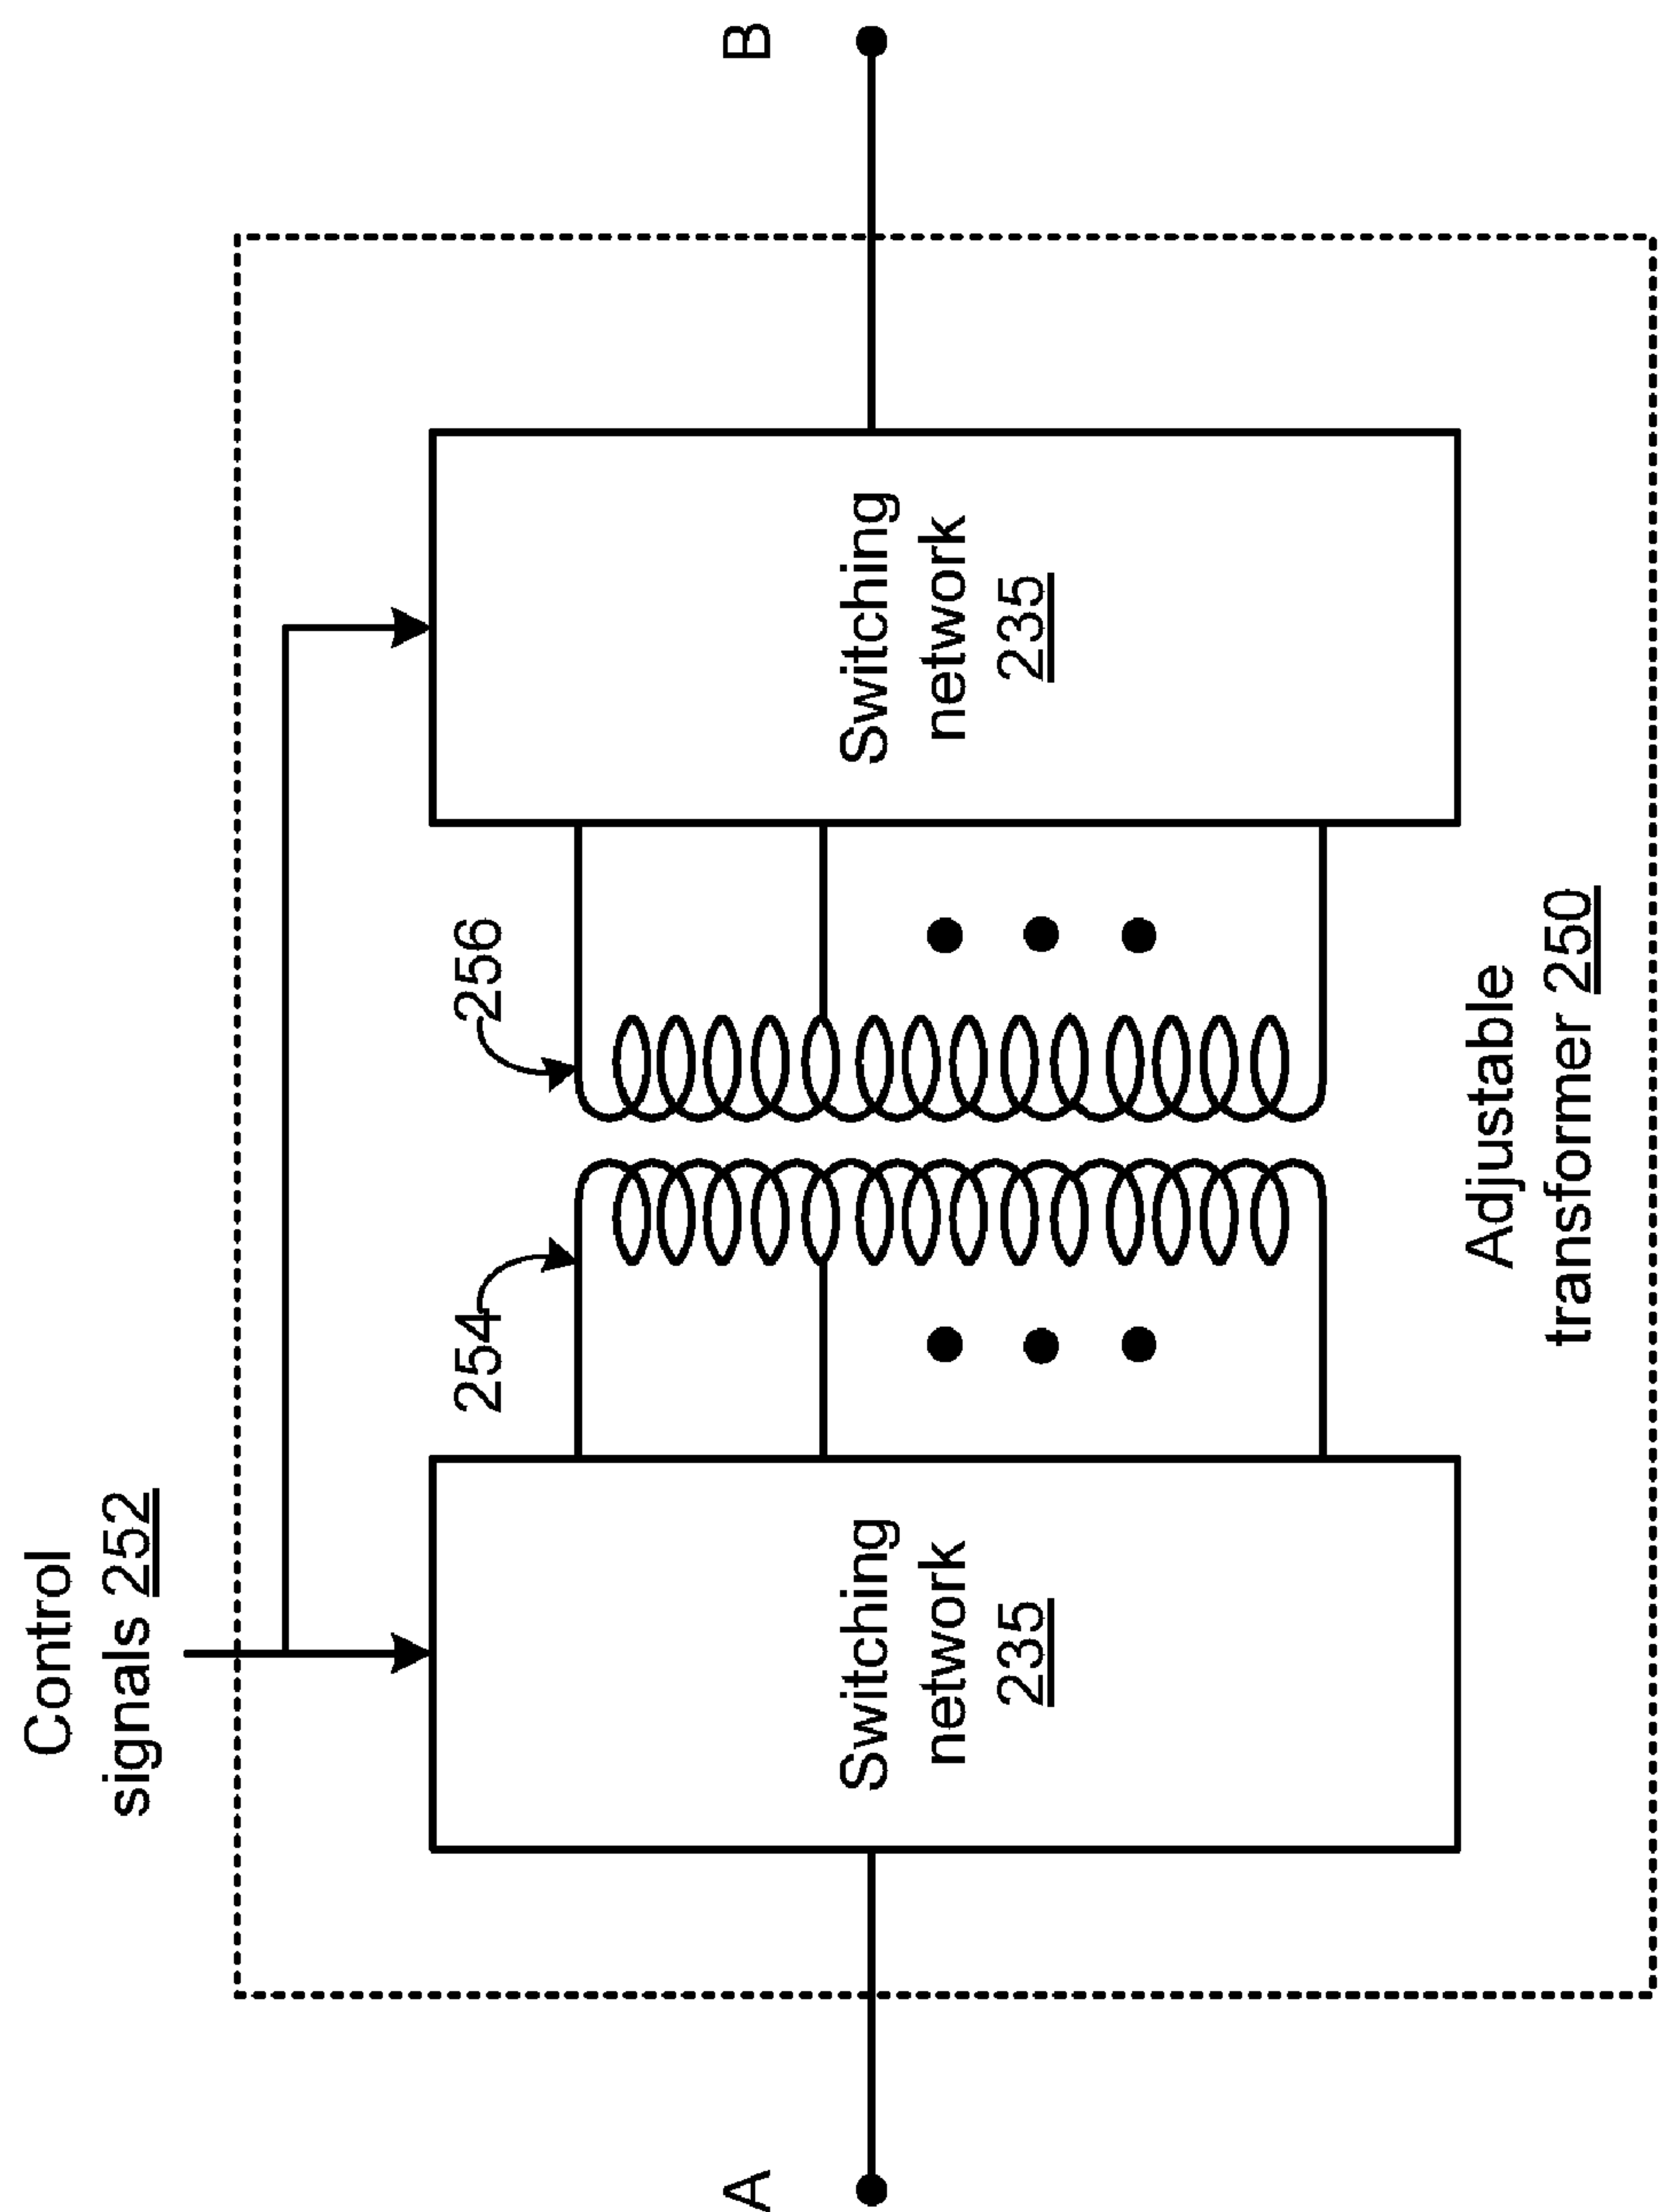 Control
signals 252
254
256
A
Switching
network
235
Switching
network
235
B
Adjustable
transformer 250